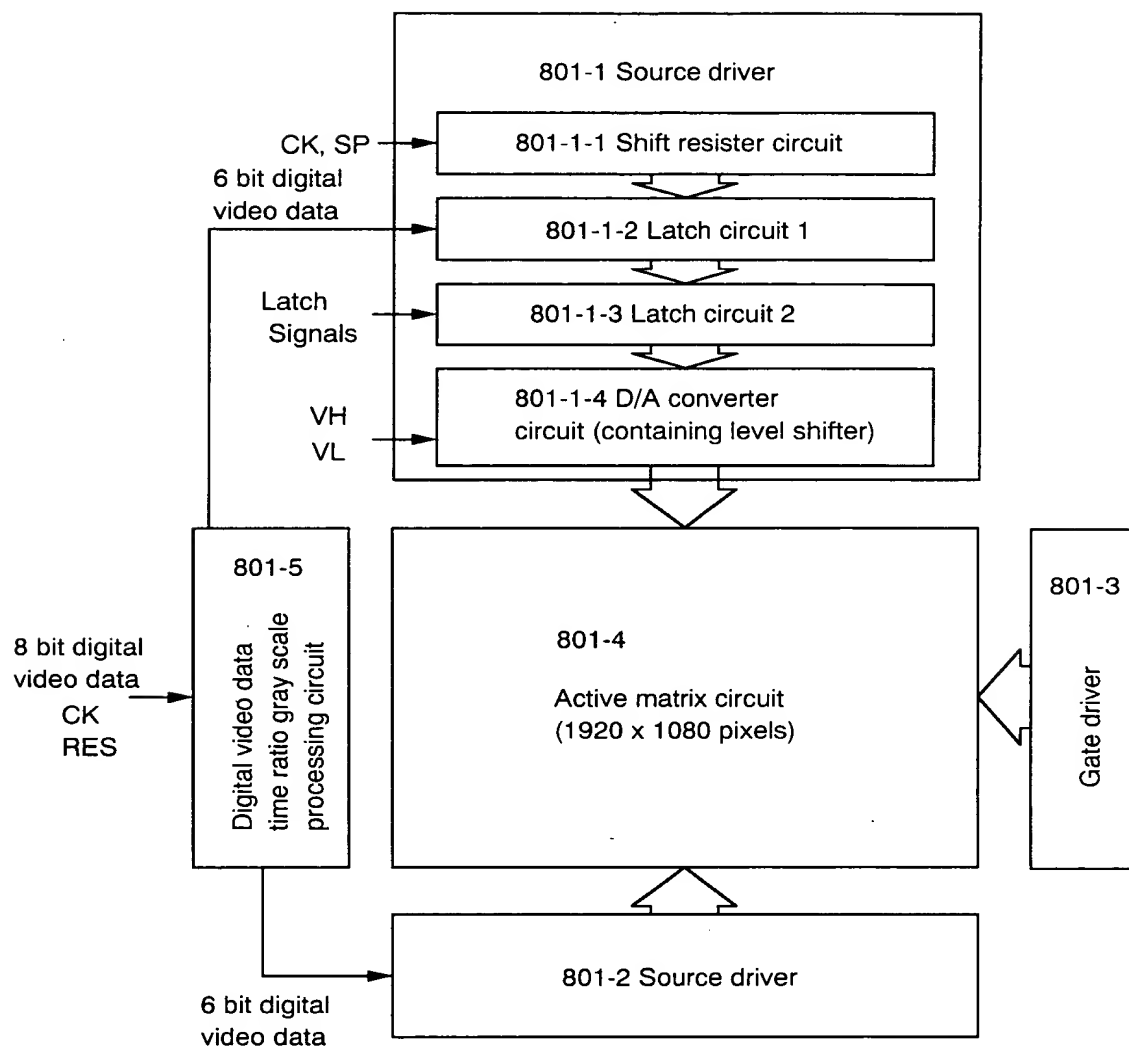 801-1 Source driver
CK, SP
801-1-1 Shift resister circuit
6 bit digital
video data
801-1-2 Latch circuit 1
Latch
Signals
801-1-3 Latch circuit 2
VH
VL
801-1-4 D/A converter
circuit (containing level shifter)
801-5
Digital video data
time ratio gray scale
processing circuit
8 bit digital
video data
CK
RES
801-4
Active matrix circuit
(1920 x 1080 pixels)
801-3
Gate driver
801-2 Source driver
6 bit digital
video data